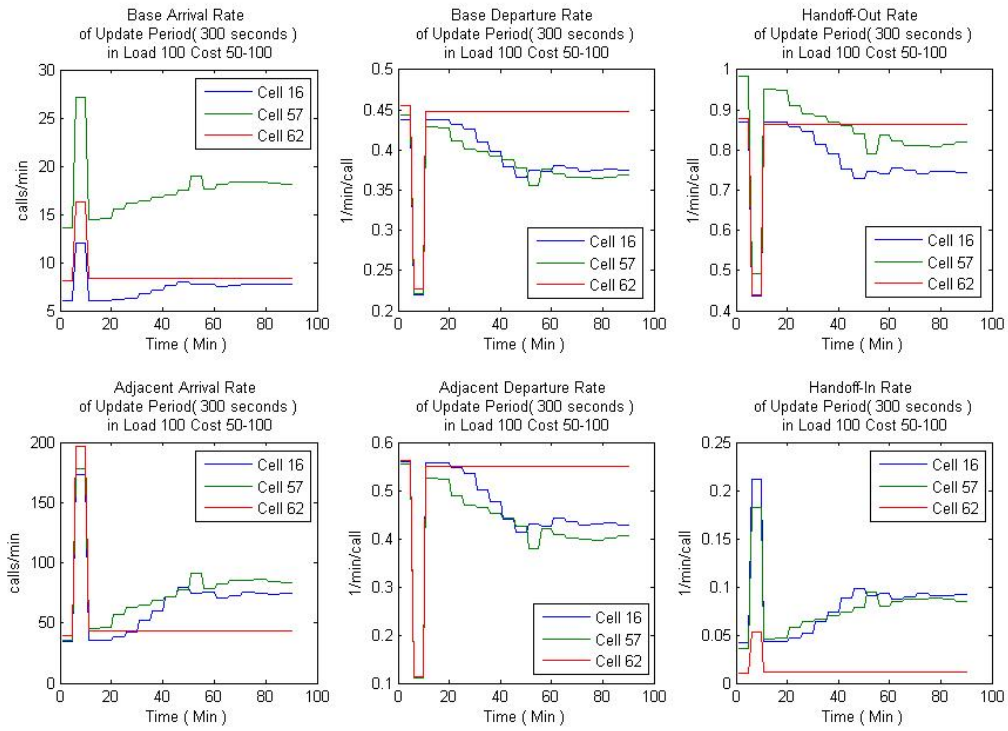 Base Arrival Rate
of Update Period( 300 seconds )
in Load 100 Cost 50-100
30
25
20
15
10
5
calls/min
Cell 16
Cell 57
Cell 62
0 20 40 60 80 100
Time ( Min )
Base Departure Rate
of Update Period( 300 seconds )
in Load 100 Cost 50-100
0.5
0.45
0.4
0.35
0.3
0.25
0.2
1/min/call
Cell 16
Cell 57
Cell 62
0 20 40 60 80 100
Time ( Min )
Handoff-Out Rate
of Update Period( 300 seconds )
in Load 100 Cost 50-100
1
0.9
0.8
0.7
0.6
0.5
0.4
1/min/call
Cell 16
Cell 57
Cell 62
0 20 40 60 80 100
Time ( Min )
Adjacent Arrival Rate
of Update Period( 300 seconds )
in Load 100 Cost 50-100
200
150
100
50
0
calls/min
Cell 16
Cell 57
Cell 62
0 20 40 60 80 100
Time ( Min )
Adjacent Departure Rate
of Update Period( 300 seconds )
in Load 100 Cost 50-100
0.6
0.5
0.4
0.3
0.2
0.1
1/min/call
Cell 16
Cell 57
Cell 62
0 20 40 60 80 100
Time ( Min )
Handoff-In Rate
of Update Period( 300 seconds )
in Load 100 Cost 50-100
0.25
0.2
0.15
0.1
0.05
0
1/min/call
Cell 16
Cell 57
Cell 62
0 20 40 60 80 100
Time ( Min )